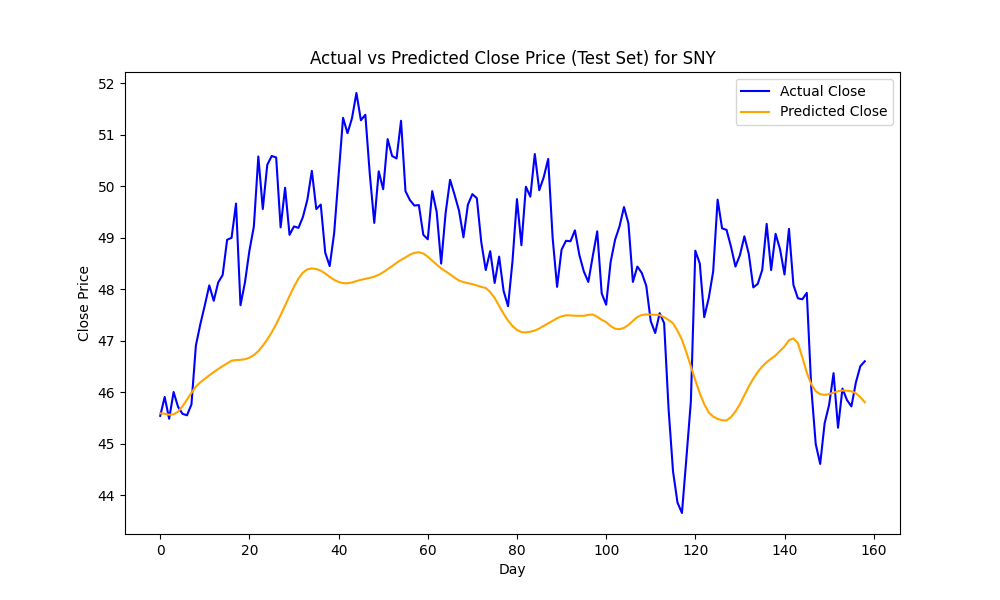 Actual vs Predicted Close Price (Test Set) for SNY
Actual Close
Predicted Close
Close Price
52
51
50
49
48
47
46
45
44
0 20 40 60 80 100 120 140 160
Day